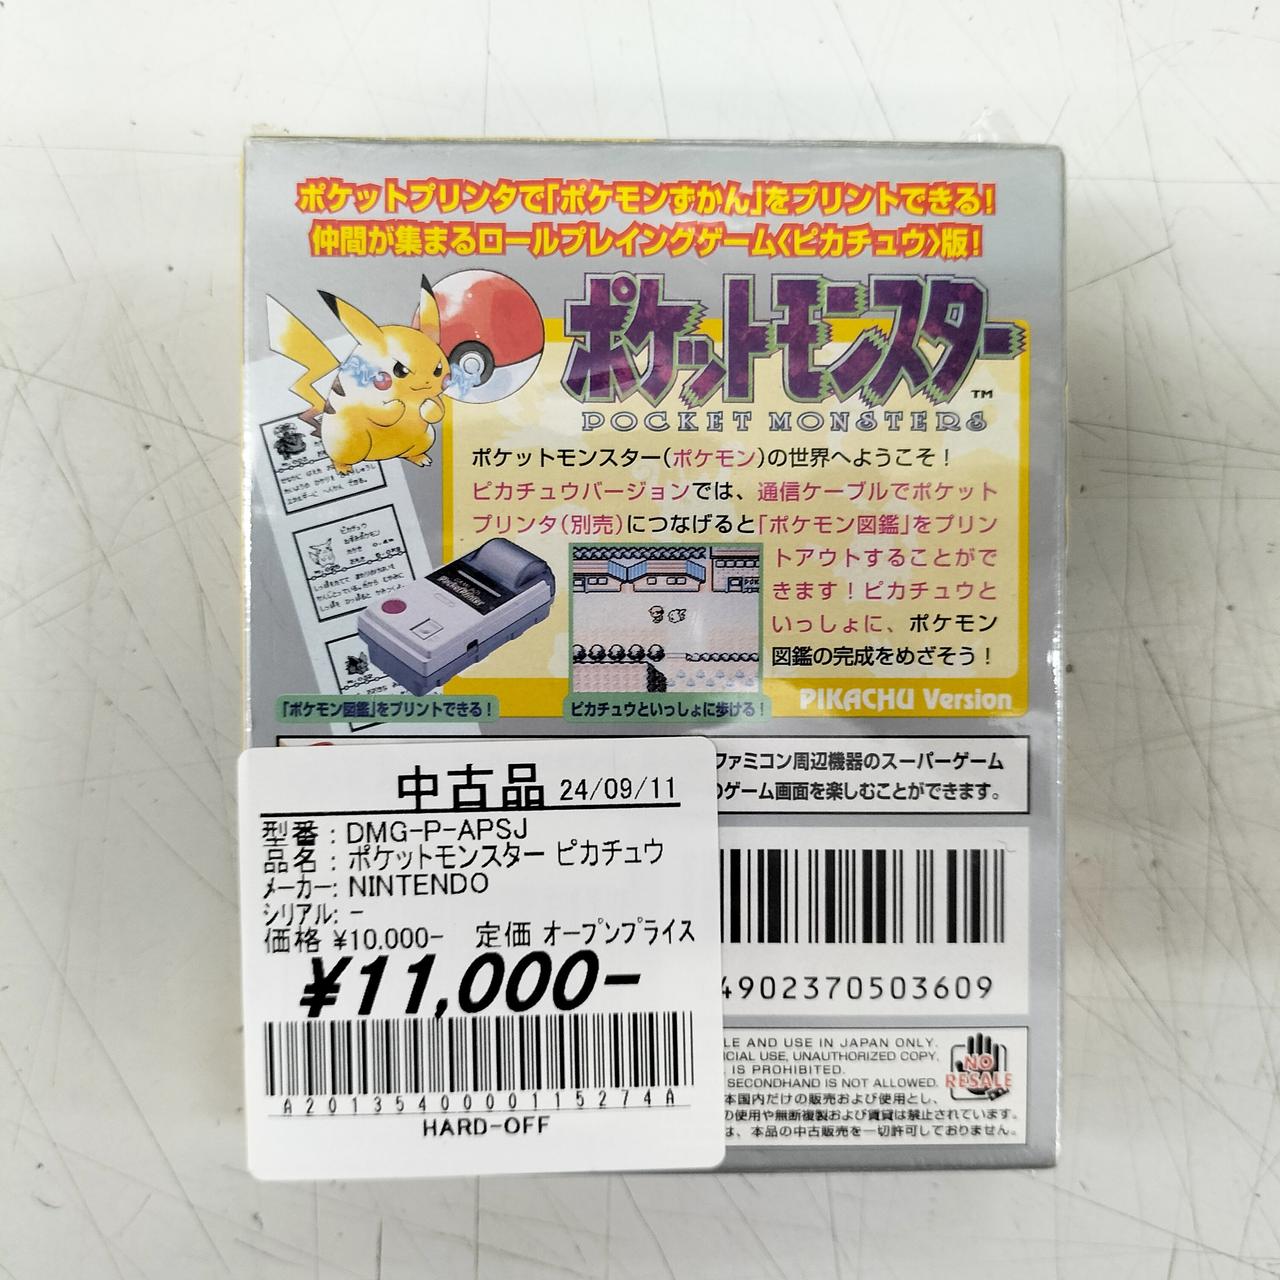 ポケットプリンタで「ポケモンずかん」をプリントできる!
仲間が集まるロールプレイングゲーム〈ピカチュウ〉版!
ポケットモンスター
TM
POCKET MONSTERS
ポケットモンスター(ポケモン)の世界へようこそ!
ピカチュウバージョンでは、通信ケーブルでポケット
プリンタ(別売)につなげると「ポケモン図鑑」をプリン
トアウトすることがで
きます!ピカチュウと
いっしょに、ポケモン
図鑑の完成をめざそう!
ピカチュウ
ねずみポケモン
GAME BOY
PocketPrinter
POK
「ポケモン図鑑」をプリントできる!
ピカチュウといっしょに歩ける!
PIKACHU Version
ファミコン周辺機器のスーパーゲーム
のゲーム画面を楽しむことができます。
中古品 24/09/11
型番:DMG-P-APSJ
品名:ポケットモンスター ピカチュウ
メーカー:NINTENDO
シリアル:-
価格 ¥10,000- 定価 オープンプライス
¥11,000-
A2013540000115274A
HARD-OFF
4902370503609
LE AND USE IN JAPAN ONLY.
CIAL USE, UNAUTHORIZED COPY,
IS PROHIBITED.
SECONDHAND IS NOT ALLOWED.
本国内だけの販売および使用とし、
の使用や無断複製および賃貸は禁止されています。
は、本品の中古販売を一切許可しておりません。
NO
RESALE